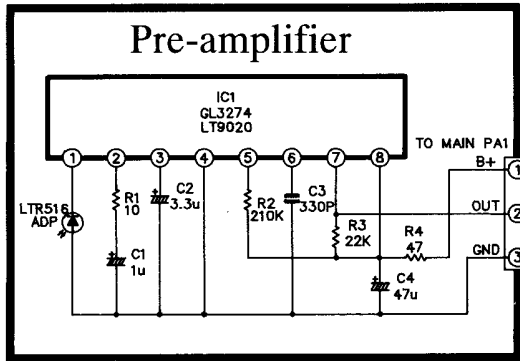 Pre-amplifier
IC1
GL3274
LT9020
1 2 3 4 5 6 7 8
TO MAIN PA1
B+ 1
OUT 2
GND 3
LTR516
ADP
R1
10
C1
1u
C2
3.3u
R2
210K
C3
330P
R3
22K
R4
47
C4
47u